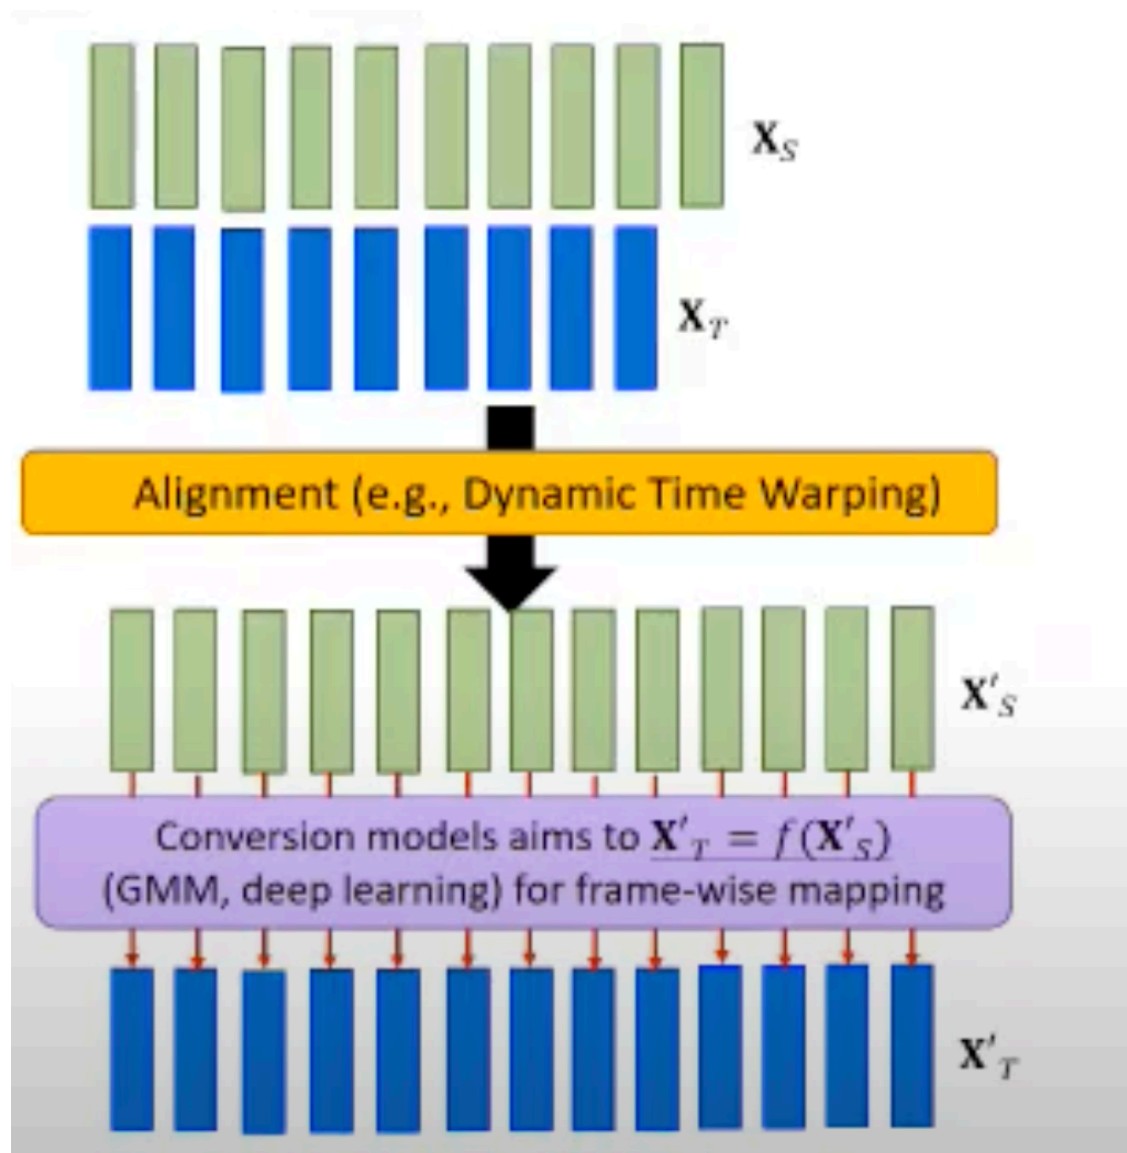 X_S
X_T
Alignment (e.g., Dynamic Time Warping)
X'_S
Conversion models aims to X'_T = f(X'_S)
(GMM, deep learning) for frame-wise mapping
X'_T